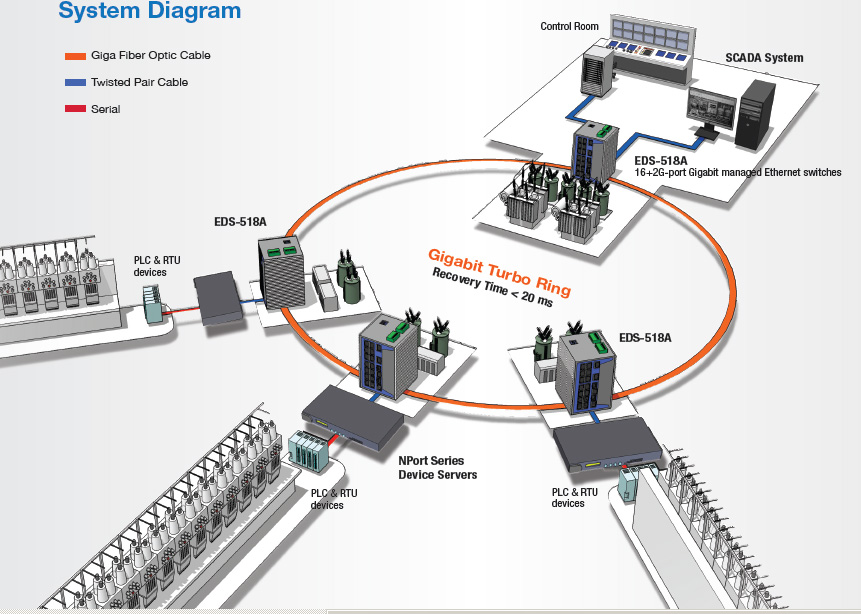 System Diagram
Giga Fiber Optic Cable
Twisted Pair Cable
Serial
Control Room
SCADA System
EDS-518A
16+2G-port Gigabit managed Ethernet switches
EDS-518A
PLC & RTU
devices
Gigabit Turbo Ring
Recovery Time < 20 ms
EDS-518A
NPort Series
Device Servers
PLC & RTU
devices
PLC & RTU
devices